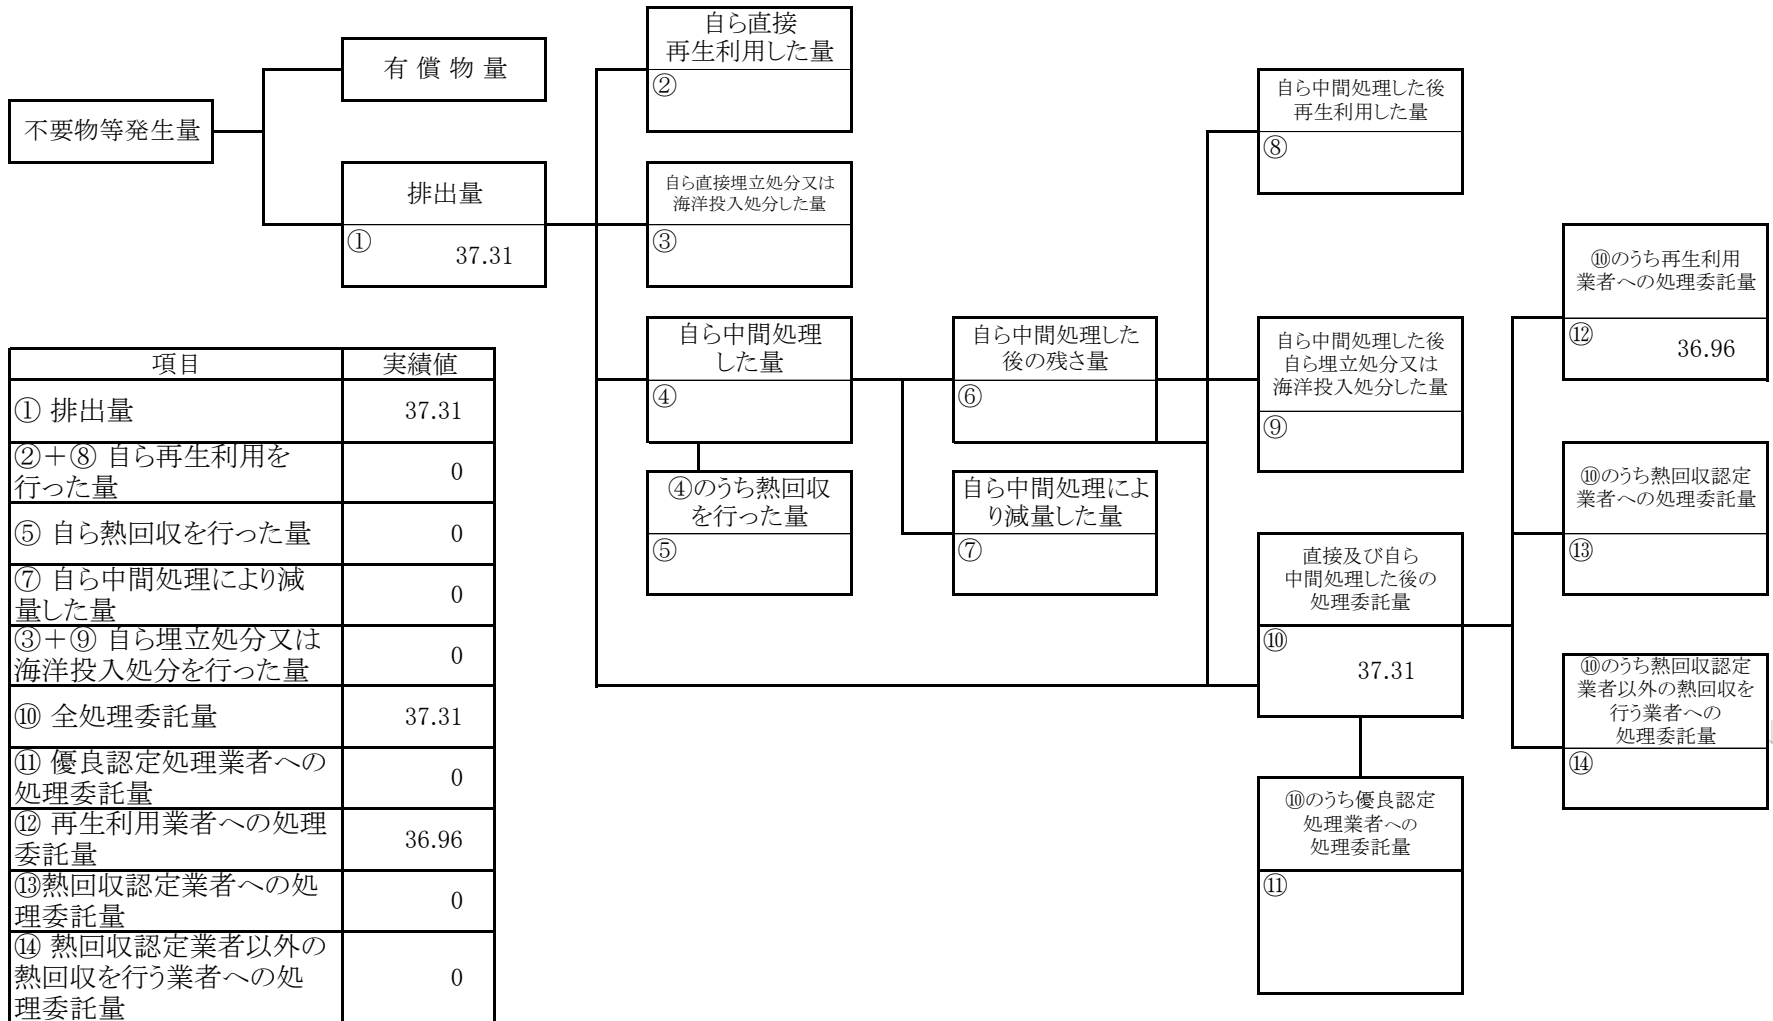 不要物等発生量
有償物量
排出量
①
37.31
自ら直接
再生利用した量
②
自ら直接埋立処分又は
海洋投入処分した量
③
自ら中間処理
した量
④
④のうち熱回収
を行った量
⑤
自ら中間処理した
後の残さ量
⑥
自ら中間処理によ
り減量した量
⑦
自ら中間処理した後
再生利用した量
⑧
自ら中間処理した後
自ら埋立処分又は
海洋投入処分した量
⑨
直接及び自ら
中間処理した後の
処理委託量
⑩
37.31
⑩のうち優良認定
処理業者への
処理委託量
⑪
⑩のうち再生利用
業者への処理委託量
⑫
36.96
⑩のうち熱回収認定
業者への処理委託量
⑬
⑩のうち熱回収認定
業者以外の熱回収を
行う業者への
処理委託量
⑭
項目 実績値
① 排出量 37.31
②＋⑧ 自ら再生利用を
行った量 0
⑤ 自ら熱回収を行った量 0
⑦ 自ら中間処理により減
量した量 0
③＋⑨ 自ら埋立処分又は
海洋投入処分を行った量 0
⑩ 全処理委託量 37.31
⑪ 優良認定処理業者への
処理委託量 0
⑫ 再生利用業者への処理
委託量 36.96
⑬熱回収認定業者への処
理委託量 0
⑭ 熱回収認定業者以外の
熱回収を行う業者への処
理委託量 0